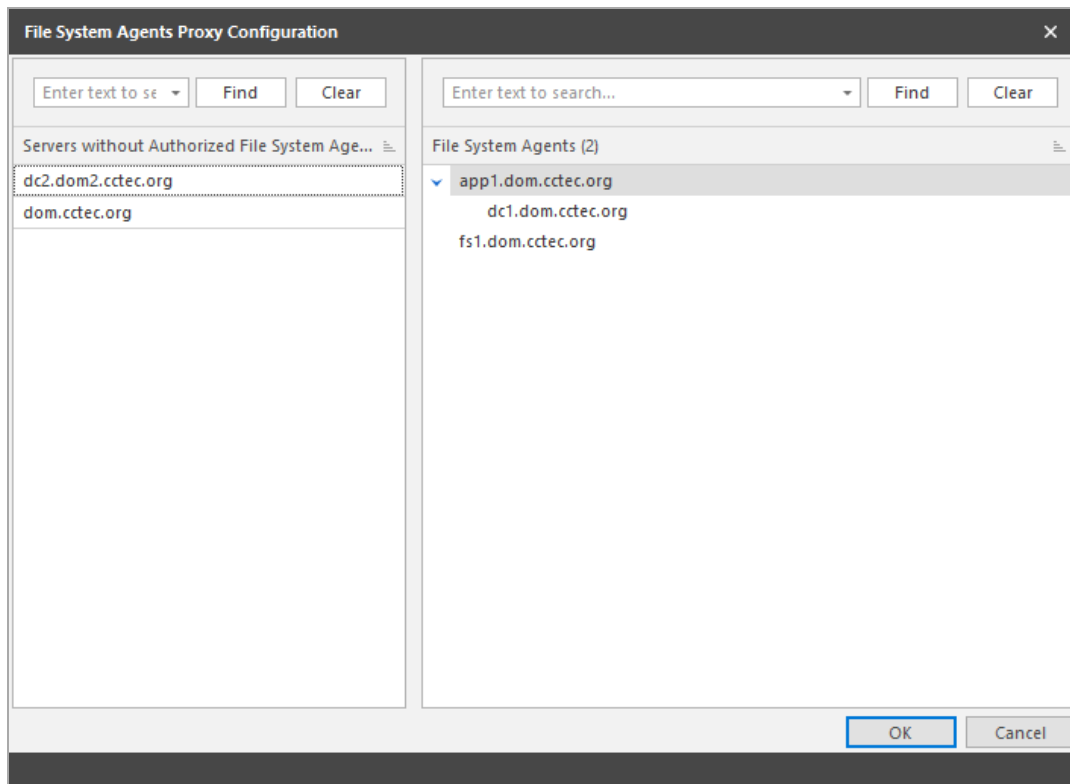 File System Agents Proxy Configuration
Enter text to se Find Clear
Servers without Authorized File System Age...
dc2.dom2.cctec.org
dom.cctec.org
Enter text to search... Find Clear
File System Agents (2)
app1.dom.cctec.org
dc1.dom.cctec.org
fs1.dom.cctec.org
OK Cancel